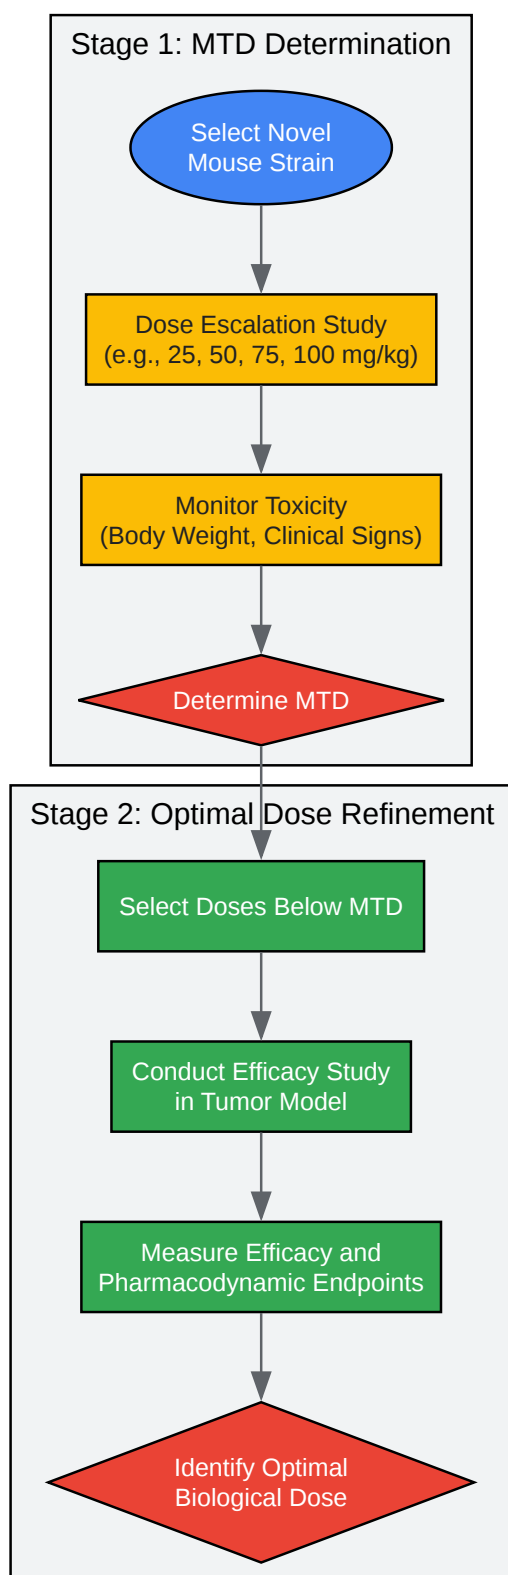 Stage 1: MTD Determination
Select Novel
Mouse Strain
Dose Escalation Study
(e.g., 25, 50, 75, 100 mg/kg)
Monitor Toxicity
(Body Weight, Clinical Signs)
Determine MTD
Stage 2: Optimal Dose Refinement
Select Doses Below MTD
Conduct Efficacy Study
in Tumor Model
Measure Efficacy and
Pharmacodynamic Endpoints
Identify Optimal
Biological Dose